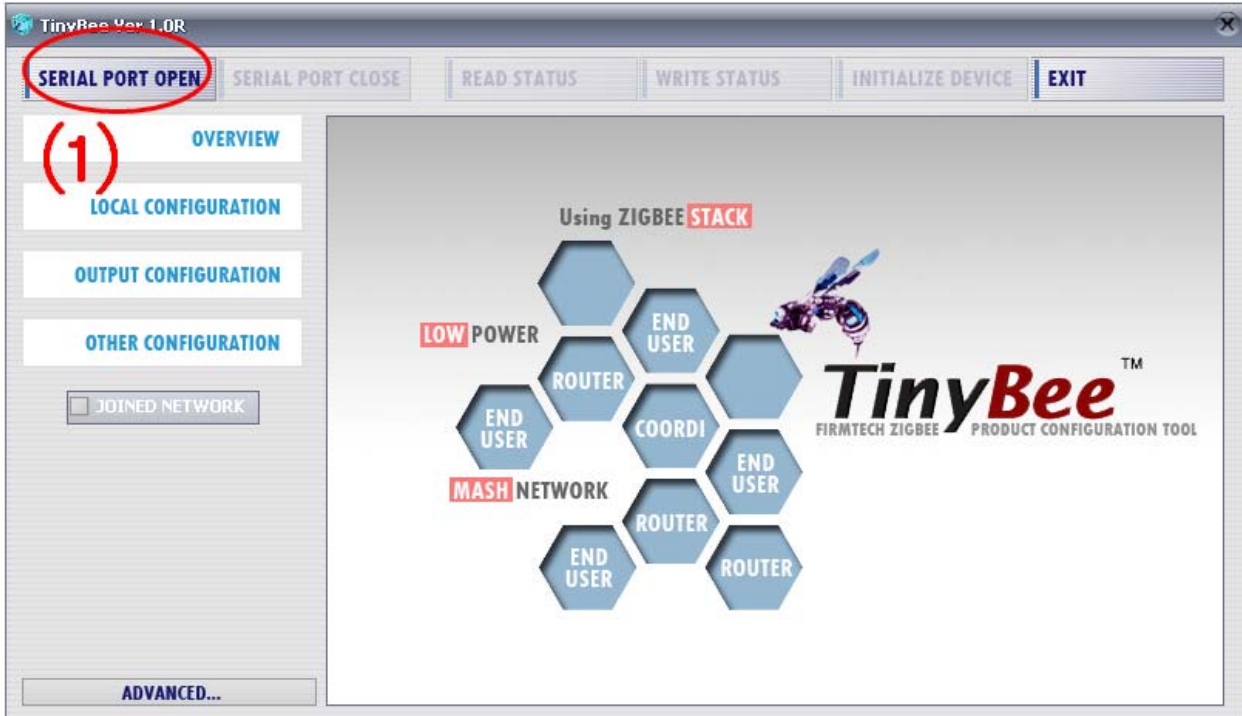 TinyBee Ver 1.0R
SERIAL PORT OPEN
SERIAL PORT CLOSE
READ STATUS
WRITE STATUS
INITIALIZE DEVICE
EXIT
(1)
OVERVIEW
LOCAL CONFIGURATION
OUTPUT CONFIGURATION
OTHER CONFIGURATION
JOINED NETWORK
ADVANCED...
Using ZIGBEE STACK
LOW POWER
END
USER
ROUTER
END
USER
COORDI
END
USER
MASH NETWORK
ROUTER
END
USER
ROUTER
TinyBee™
FIRMTECH ZIGBEE PRODUCT CONFIGURATION TOOL